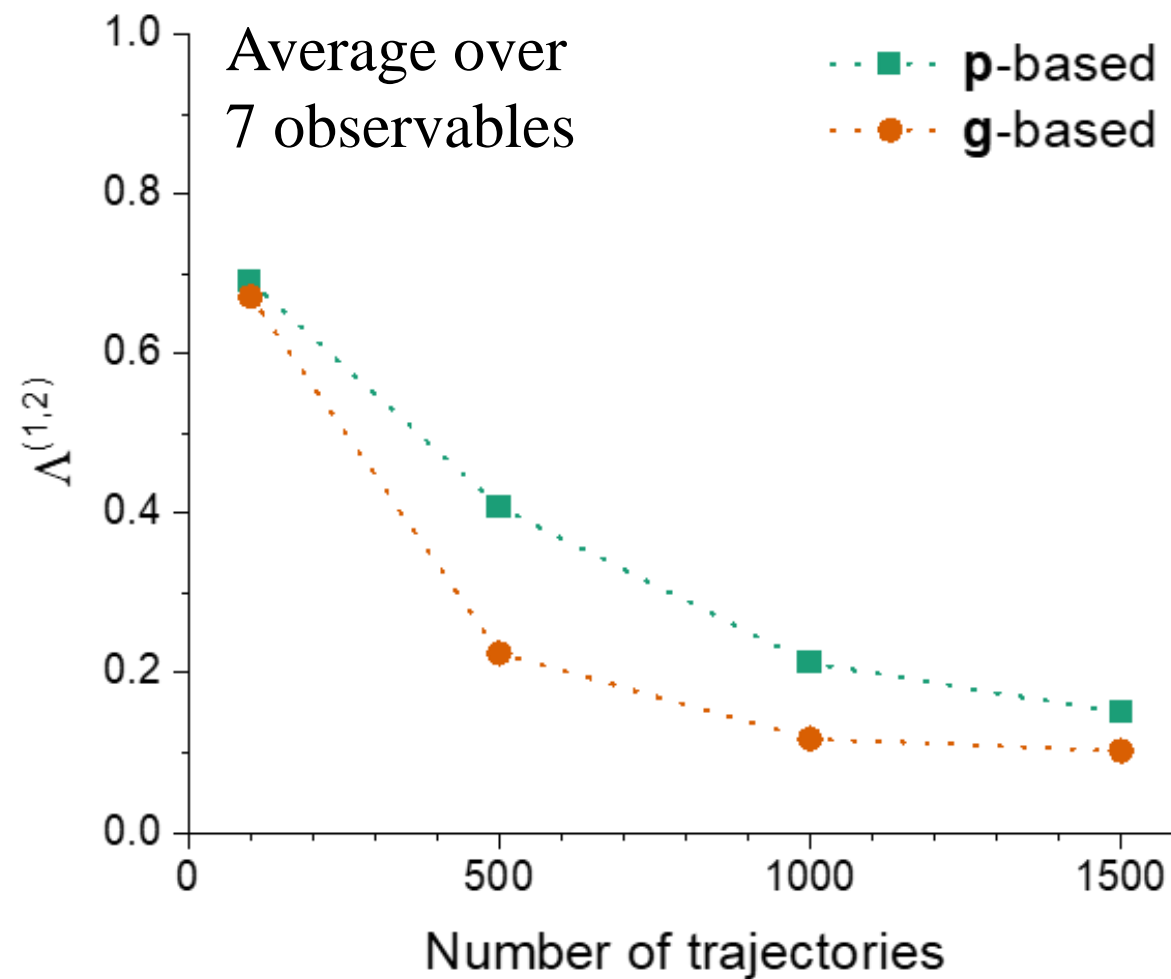 Average over
7 observables
p-based
g-based
1.0
0.8
0.6
0.4
0.2
0.0
Λ(1,2)
0 500 1000 1500
Number of trajectories